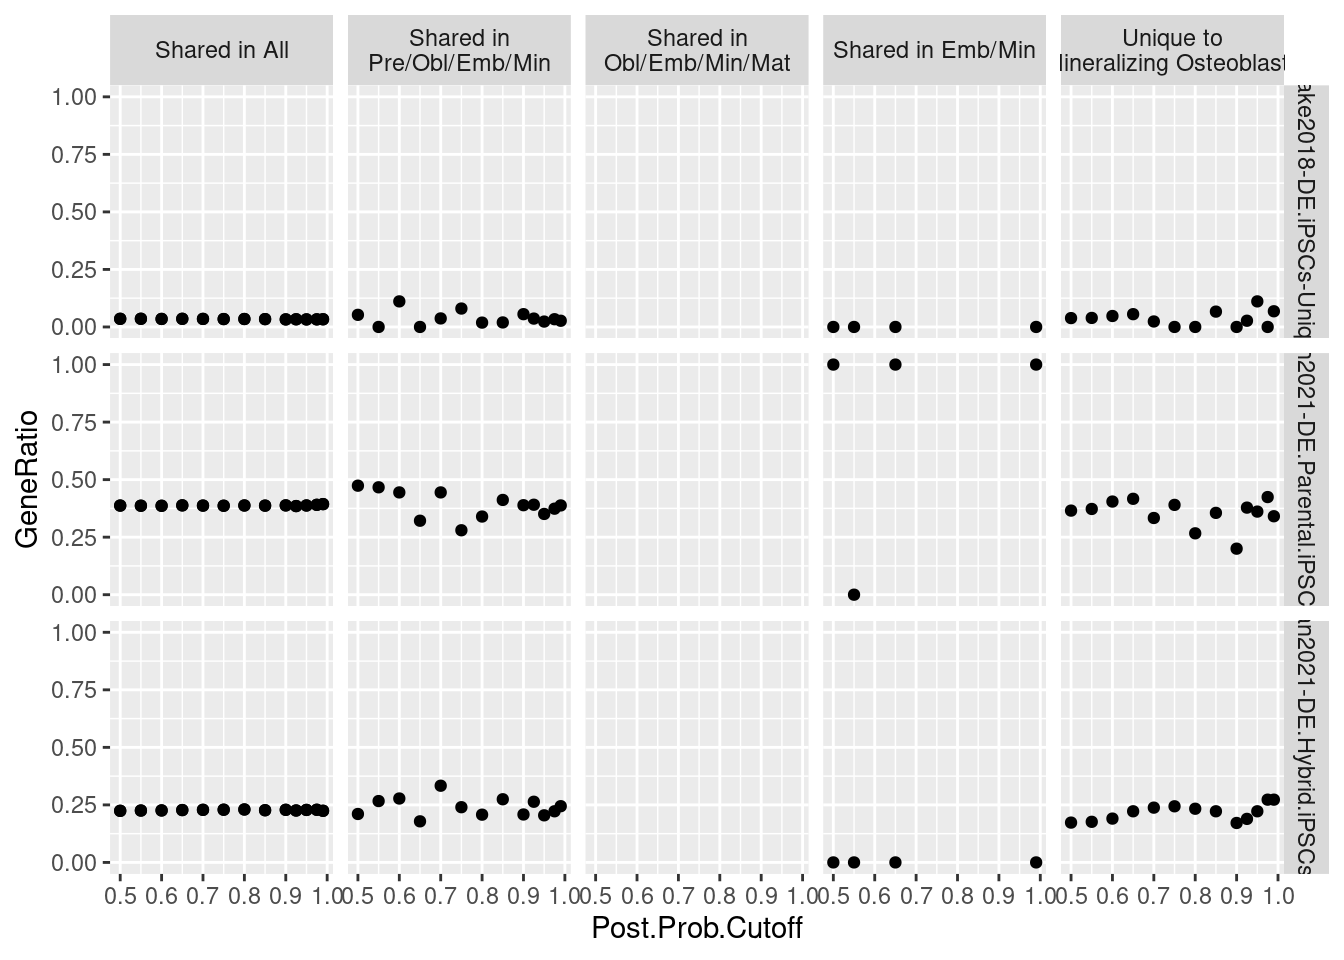 Shared in All
Shared in
Pre/Obl/Emb/Min
Shared in
Obl/Emb/Min/Mat
Shared in Emb/Min
Unique to
lineralizing Osteoblast
1.00
0.75
0.50
0.25
0.00
ake2018-DE.iPSCs-Uniq
1.00
0.75
0.50
0.25
0.00
n2021-DE.Parental.iPSC
1.00
0.75
0.50
0.25
0.00
in2021-DE.Hybrid.iPSCs
GeneRatio
0.5 0.6 0.7 0.8 0.9 1.0
0.5 0.6 0.7 0.8 0.9 1.0
0.5 0.6 0.7 0.8 0.9 1.0
0.5 0.6 0.7 0.8 0.9 1.0
0.5 0.6 0.7 0.8 0.9 1.0
Post.Prob.Cutoff